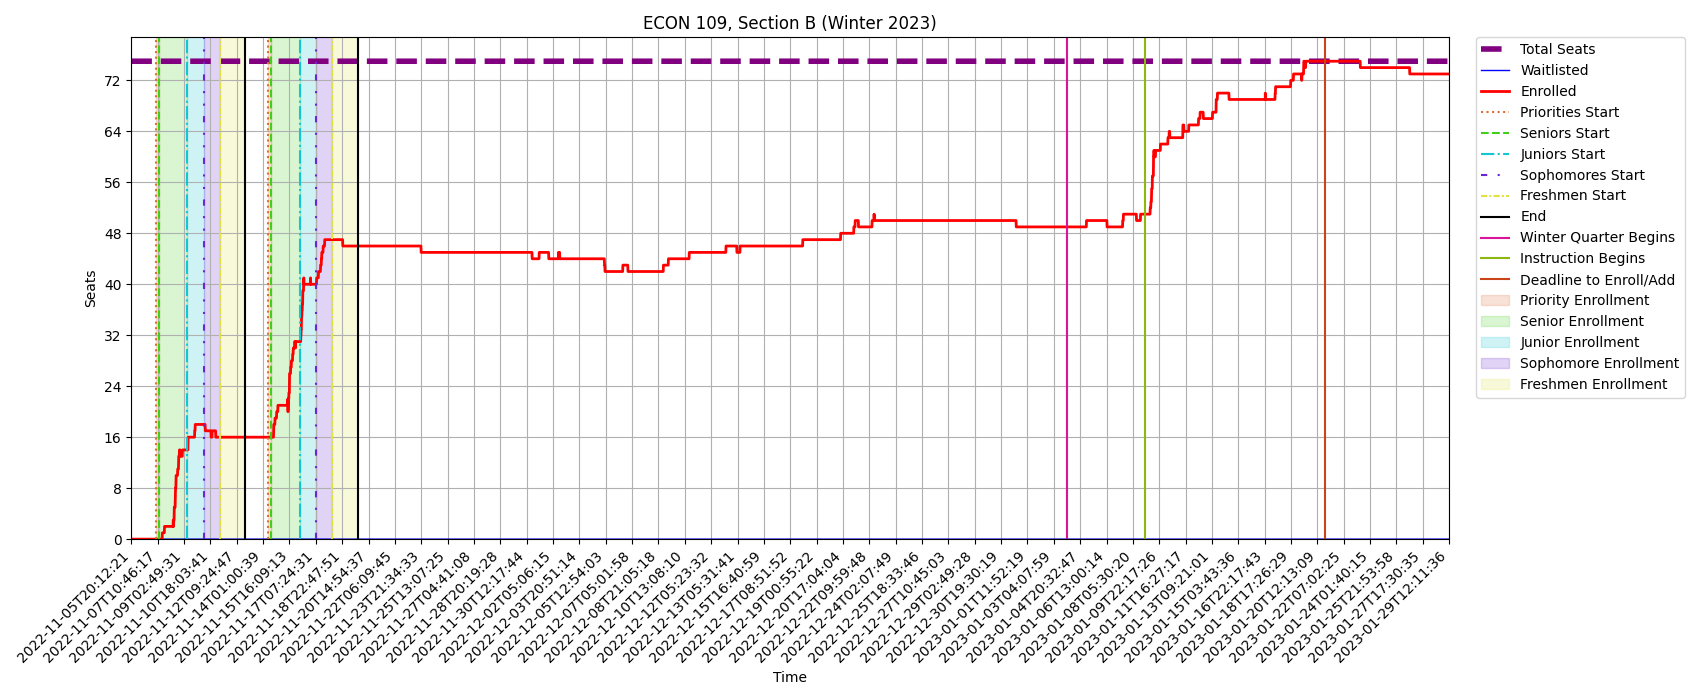 ECON 109, Section B (Winter 2023)
Seats
72
64
56
48
40
32
24
16
8
0
2022-11-05T20:12:21
2022-11-07T10:46:17
2022-11-09T02:49:31
2022-11-10T18:03:41
2022-11-12T09:24:47
2022-11-14T01:00:39
2022-11-15T16:09:13
2022-11-17T07:24:31
2022-11-18T22:47:51
2022-11-20T14:54:37
2022-11-22T06:09:45
2022-11-23T21:34:33
2022-11-25T13:07:25
2022-11-27T04:41:08
2022-11-28T20:19:28
2022-11-30T12:17:44
2022-12-02T05:06:15
2022-12-03T20:51:14
2022-12-05T12:54:03
2022-12-07T05:01:58
2022-12-08T21:05:18
2022-12-10T13:08:10
2022-12-12T05:23:32
2022-12-13T05:31:41
2022-12-15T16:40:59
2022-12-17T08:51:52
2022-12-19T00:55:22
2022-12-20T17:04:04
2022-12-22T09:59:48
2022-12-24T02:07:49
2022-12-25T18:33:46
2022-12-27T10:45:03
2022-12-29T02:49:28
2022-12-30T19:30:19
2023-01-01T11:52:19
2023-01-03T04:07:59
2023-01-04T20:32:47
2023-01-06T13:00:14
2023-01-08T05:30:20
2023-01-09T22:17:26
2023-01-11T16:27:17
2023-01-13T09:21:01
2023-01-15T03:43:36
2023-01-16T22:17:43
2023-01-18T17:26:29
2023-01-20T12:13:09
2023-01-22T07:02:25
2023-01-24T01:40:15
2023-01-25T21:53:58
2023-01-27T17:30:35
2023-01-29T12:11:36
Time
Total Seats
Waitlisted
Enrolled
Priorities Start
Seniors Start
Juniors Start
Sophomores Start
Freshmen Start
End
Winter Quarter Begins
Instruction Begins
Deadline to Enroll/Add
Priority Enrollment
Senior Enrollment
Junior Enrollment
Sophomore Enrollment
Freshmen Enrollment